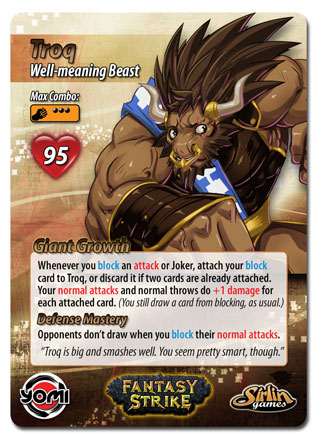 Troq
Well-meaning Beast
Max Combo:
95
Giant Growth
Whenever you block an attack or Joker, attach your block
card to Troq, or discard it if two cards are already attached.
Your normal attacks and normal throws do +1 damage for
each attached card. (You still draw a card from blocking, as usual.)
Defense Mastery
Opponents don't draw when you block their normal attacks.
"Troq is big and smashes well. You seem pretty smart, though."
YOMI
FANTASY
STRIKE
Sirlin
games